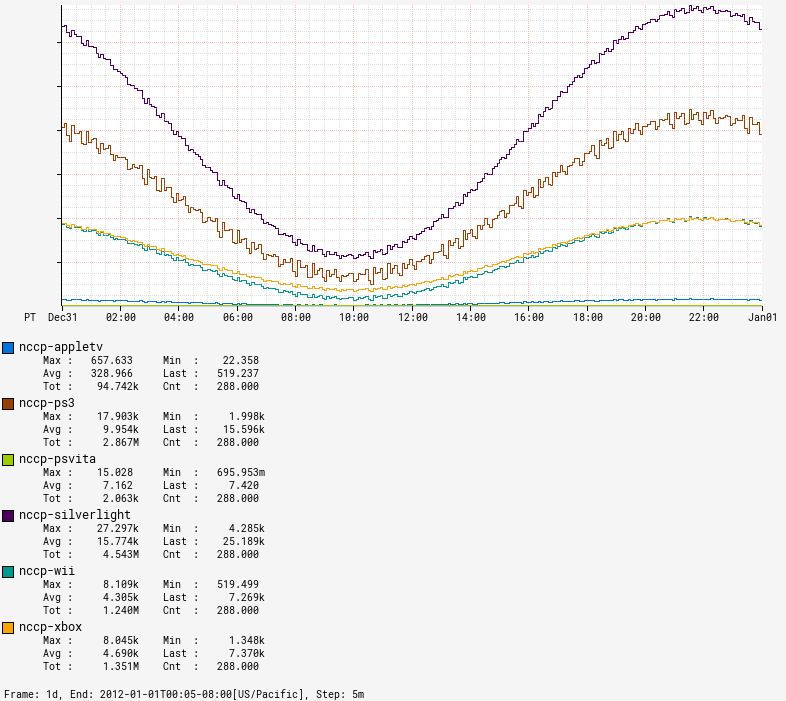 PT Dec31 02:00 04:00 06:00 08:00 10:00 12:00 14:00 16:00 18:00 20:00 22:00 Jan01
nccp-appletv
Max : 657.633 Min : 22.358
Avg : 328.966 Last : 519.237
Tot : 94.742k Cnt : 288.000
nccp-ps3
Max : 17.903k Min : 1.998k
Avg : 9.954k Last : 15.596k
Tot : 2.867M Cnt : 288.000
nccp-psvita
Max : 15.028 Min : 695.953m
Avg : 7.162 Last : 7.420
Tot : 2.063k Cnt : 288.000
nccp-silverlight
Max : 27.297k Min : 4.285k
Avg : 15.774k Last : 25.189k
Tot : 4.543M Cnt : 288.000
nccp-wii
Max : 8.109k Min : 519.499
Avg : 4.305k Last : 7.269k
Tot : 1.240M Cnt : 288.000
nccp-xbox
Max : 8.045k Min : 1.348k
Avg : 4.690k Last : 7.370k
Tot : 1.351M Cnt : 288.000
Frame: 1d, End: 2012-01-01T00:05-08:00[US/Pacific], Step: 5m